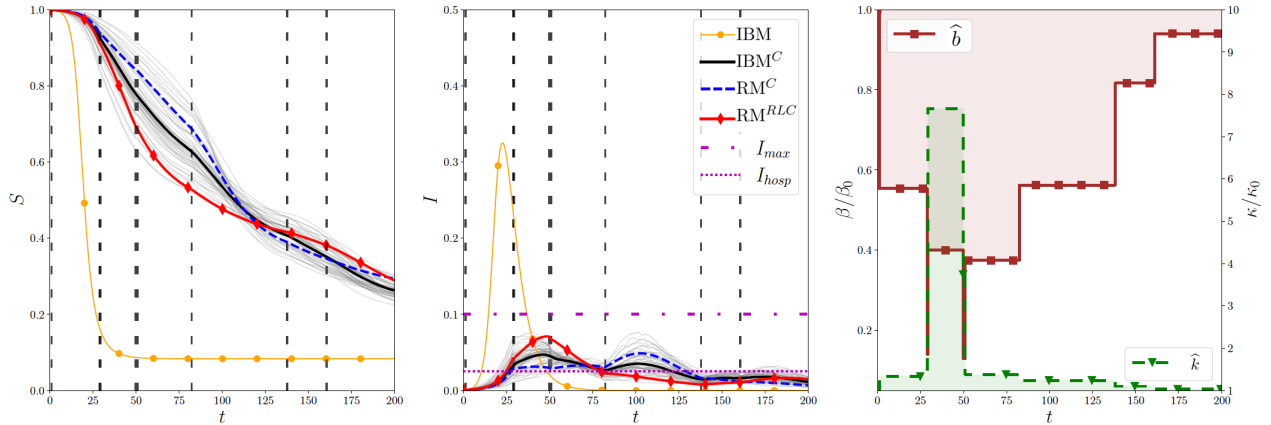 1.0
0.8
0.6
0.4
0.2
0.0
S
0 25 50 75 100 125 150 175 200
t
0.5
0.4
0.3
0.2
0.1
0.0
I
0 25 50 75 100 125 150 175 200
t
IBM
IBM^C
RM^C
RM^{RLC}
I_{max}
I_{hosp}
1.0
0.8
0.6
0.4
0.2
β/β_0
0 25 50 75 100 125 150 175 200
t
10
9
8
7
6
5
4
3
2
1
κ/κ_0
b̂
k̂